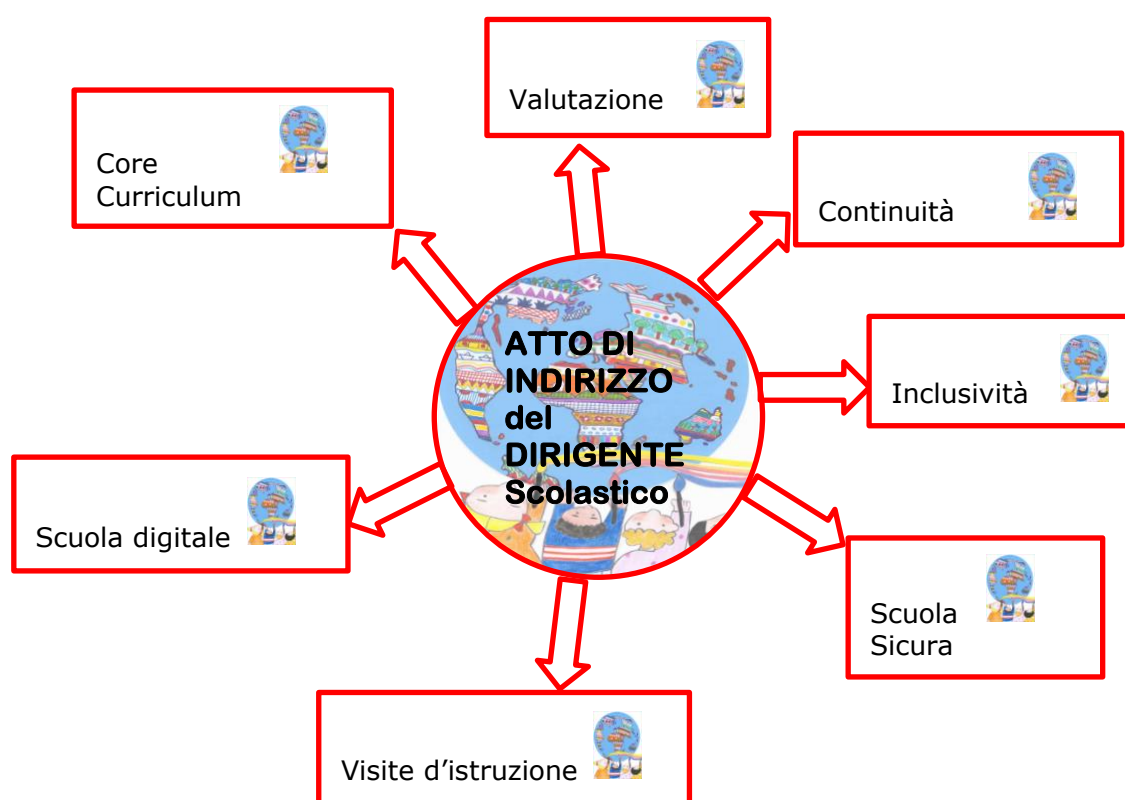 Valutazione
Core
Curriculum
Continuità
ATTO DI
INDIRIZZO
del
DIRIGENTE
Scolastico
Inclusività
Scuola digitale
Scuola
Sicura
Visite d’istruzione